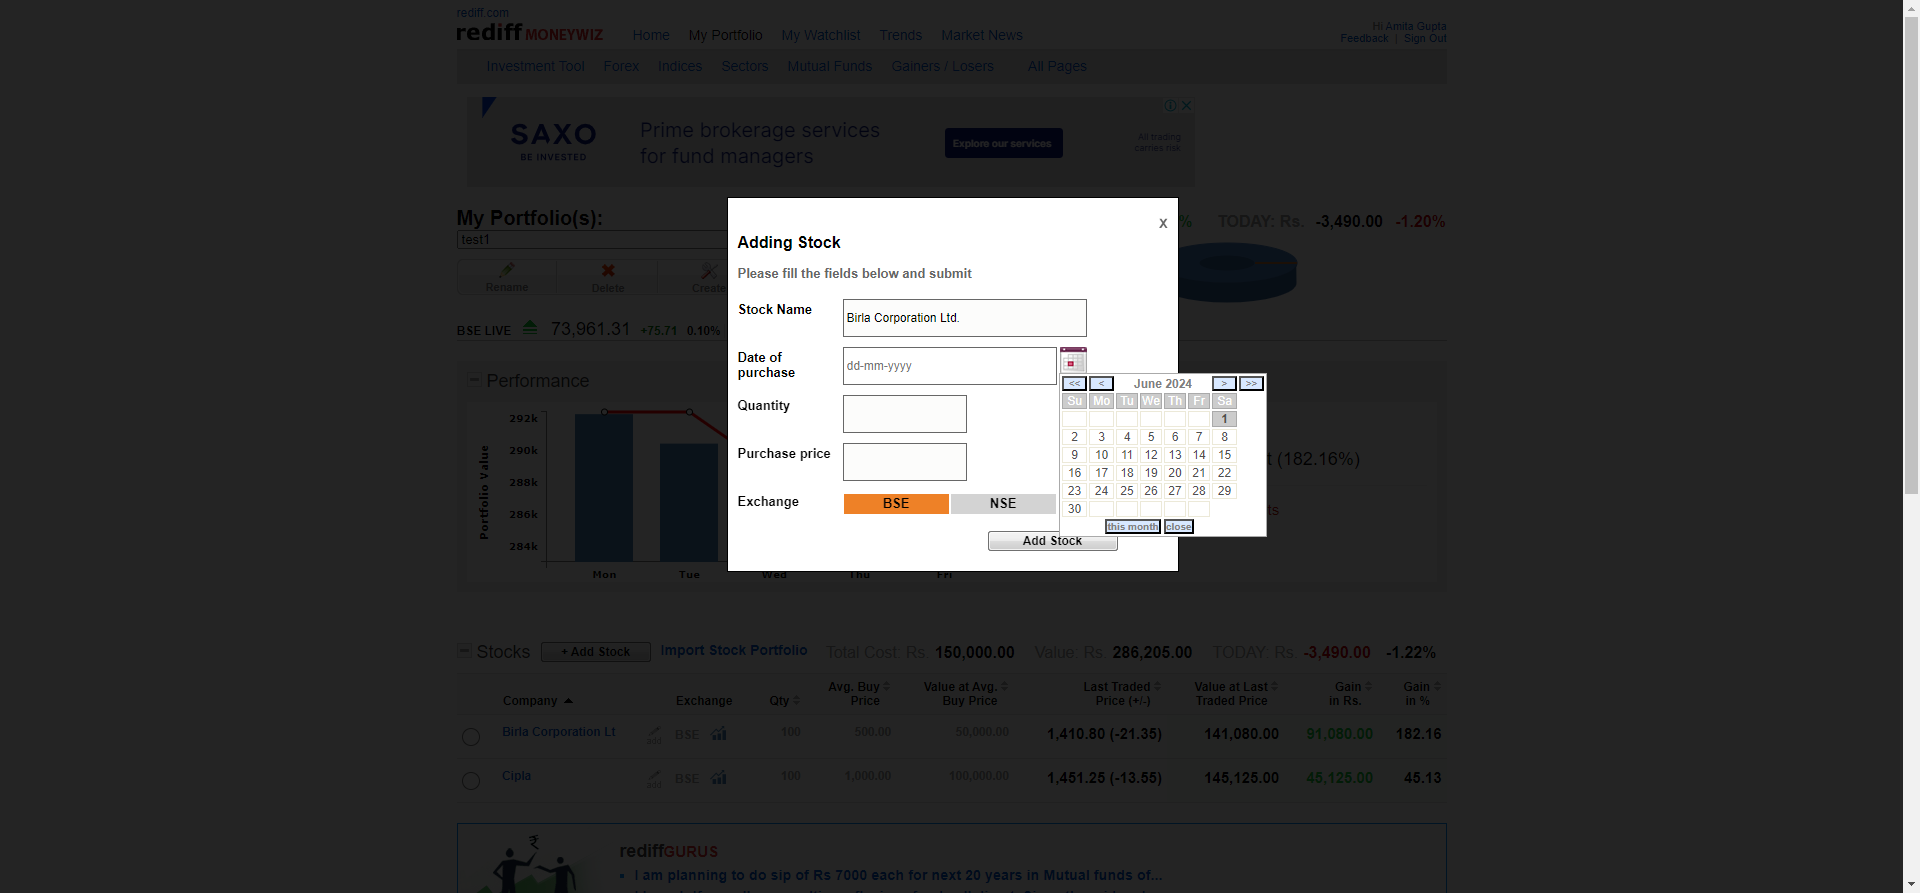 rediff.com
rediff MONEYWIZ
Home My Portfolio My Watchlist Trends Market News
Hi Amita Gupta
Feedback | Sign Out
Investment Tool Forex Indices Sectors Mutual Funds Gainers / Losers All Pages
SAXO
BE INVESTED
Prime brokerage services
for fund managers
Explore our services
All trading
carries risk
My Portfolio(s):
test1
% TODAY: Rs. -3,490.00 -1.20%
Rename Delete Create
BSE LIVE 73,961.31 +75.71 0.10%
X
Adding Stock
Please fill the fields below and submit
Stock Name Birla Corporation Ltd.
Date of
purchase
dd-mm-yyyy
Quantity
Purchase price
Exchange BSE NSE
Add Stock
<< < June 2024 > >>
Su Mo Tu We Th Fr Sa
1
2 3 4 5 6 7 8
9 10 11 12 13 14 15
16 17 18 19 20 21 22
23 24 25 26 27 28 29
30
this month close
Performance
Portfolio Value
292k
290k
288k
286k
284k
Mon Tue Wed Thu Fri
t (182.16%)
ts
Stocks + Add Stock Import Stock Portfolio Total Cost Rs. 150,000.00 Value: Rs. 286,205.00 TODAY: Rs. -3,490.00 -1.22%
Company Exchange Qty
Avg. Buy
Price
Value at Avg.
Buy Price
Last Traded
Price (+/-)
Value at Last
Traded Price
Gain
in Rs.
Gain
in %
Birla Corporation Lt add BSE 100 500.00 50,000.00 1,410.80 (-21.35) 141,080.00 91,080.00 182.16
Cipla add BSE 100 1,000.00 100,000.00 1,451.25 (-13.55) 145,125.00 45,125.00 45.13
₹
rediffGURUS
I am planning to do sip of Rs 7000 each for next 20 years in Mutual funds of...